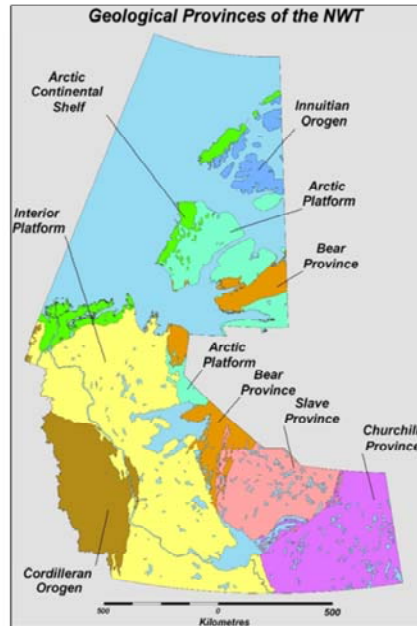 Geological Provinces of the NWT
Arctic
Continental
Shelf
Innuitian
Orogen
Arctic
Platform
Interior
Platform
Bear
Province
Arctic
Platform
Bear
Province
Slave
Province
Churchill
Province
Cordilleran
Orogen
500 0 500
Kilometres